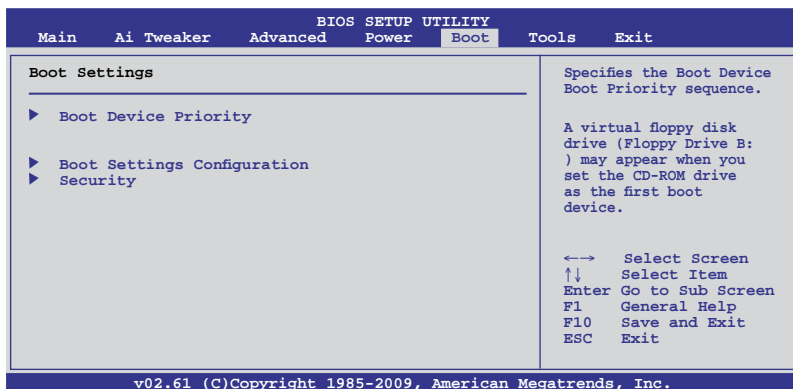 BIOS SETUP UTILITY
Main Ai Tweaker Advanced Power Boot Tools Exit
Boot Settings
Boot Device Priority
Boot Settings Configuration
Security
Specifies the Boot Device
Boot Priority sequence.
A virtual floppy disk
drive (Floppy Drive B:
) may appear when you
set the CD-ROM drive
as the first boot
device.
←→ Select Screen
↑↓ Select Item
Enter Go to Sub Screen
F1 General Help
F10 Save and Exit
ESC Exit
v02.61 (C)Copyright 1985-2009, American Megatrends, Inc.